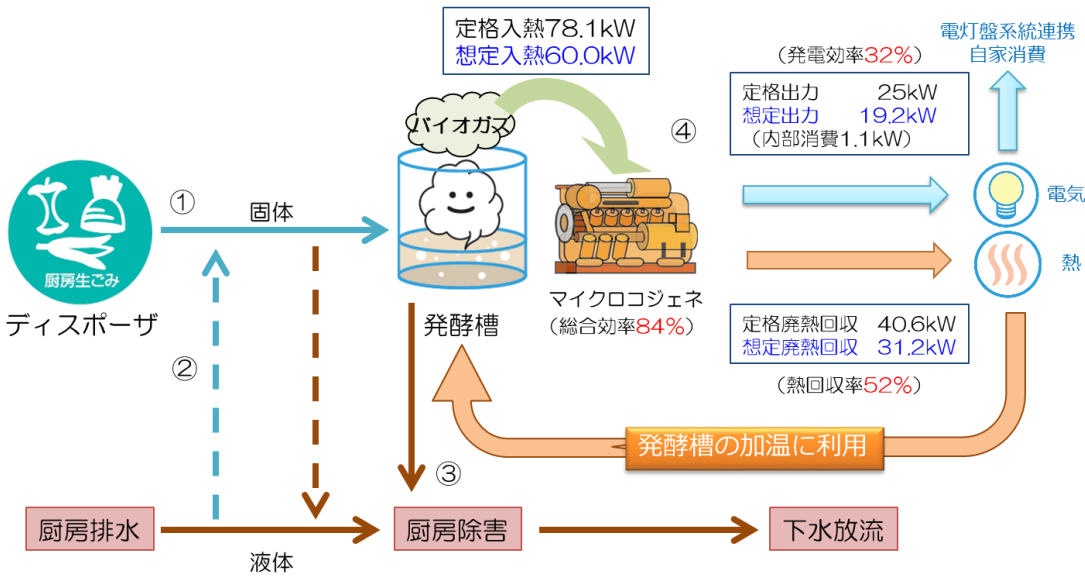 定格入熱78.1kW
想定入熱60.0kW
電灯盤系統連携
自家消費
(発電効率32%)
定格出力 25kW
想定出力 19.2kW
(内部消費1.1kW)
バイオガス
④
①
固体
電気
熱
厨房生ごみ
ディスポーザ
発酵槽
マイクロコジェネ
(総合効率84%)
定格廃熱回収 40.6kW
想定廃熱回収 31.2kW
(熱回収率52%)
②
発酵槽の加温に利用
③
厨房排水
液体
厨房除害
下水放流